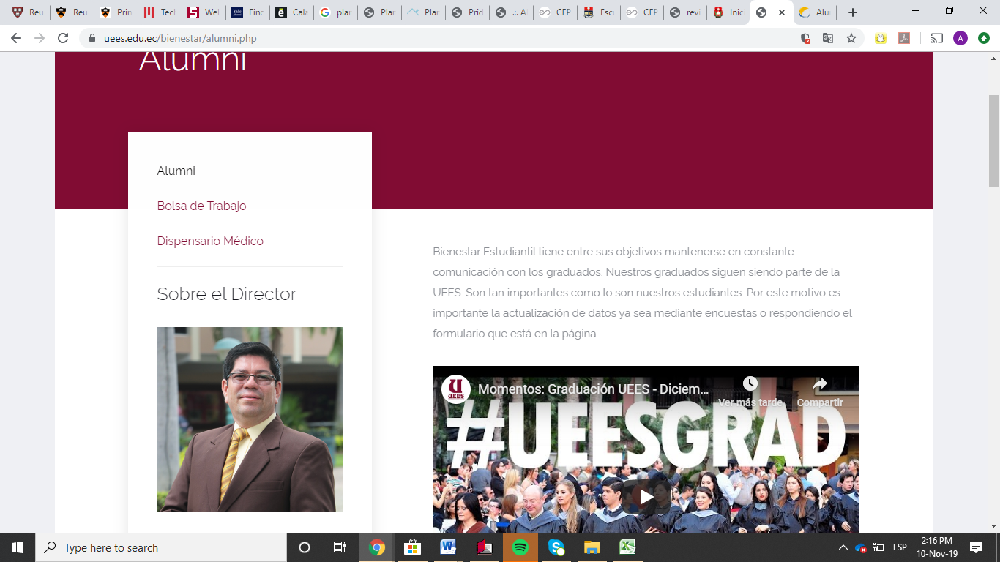 Reu
Reu
Prin
Tecl
Wel
Finc
Cala
plar
Plar
Plar
Prid
.:. Al
CEP
Escu
CEP
revi
Inic
Alu
uees.edu.ec/bienestar/alumni.php
A
Alumni
Alumni
Bolsa de Trabajo
Dispensario Médico
Sobre el Director
Bienestar Estudiantil tiene entre sus objetivos mantenerse en constante
comunicación con los graduados. Nuestros graduados siguen siendo parte de la
UEES. Son tan importantes como lo son nuestros estudiantes. Por este motivo es
importante la actualización de datos ya sea mediante encuestas o respondiendo el
formulario que está en la página.
UEES
Momentos: Graduación UEES - Diciem...
Ver más tarde
Compartir
#UEESGRAD
Type here to search
ESP
2:16 PM
10-Nov-19